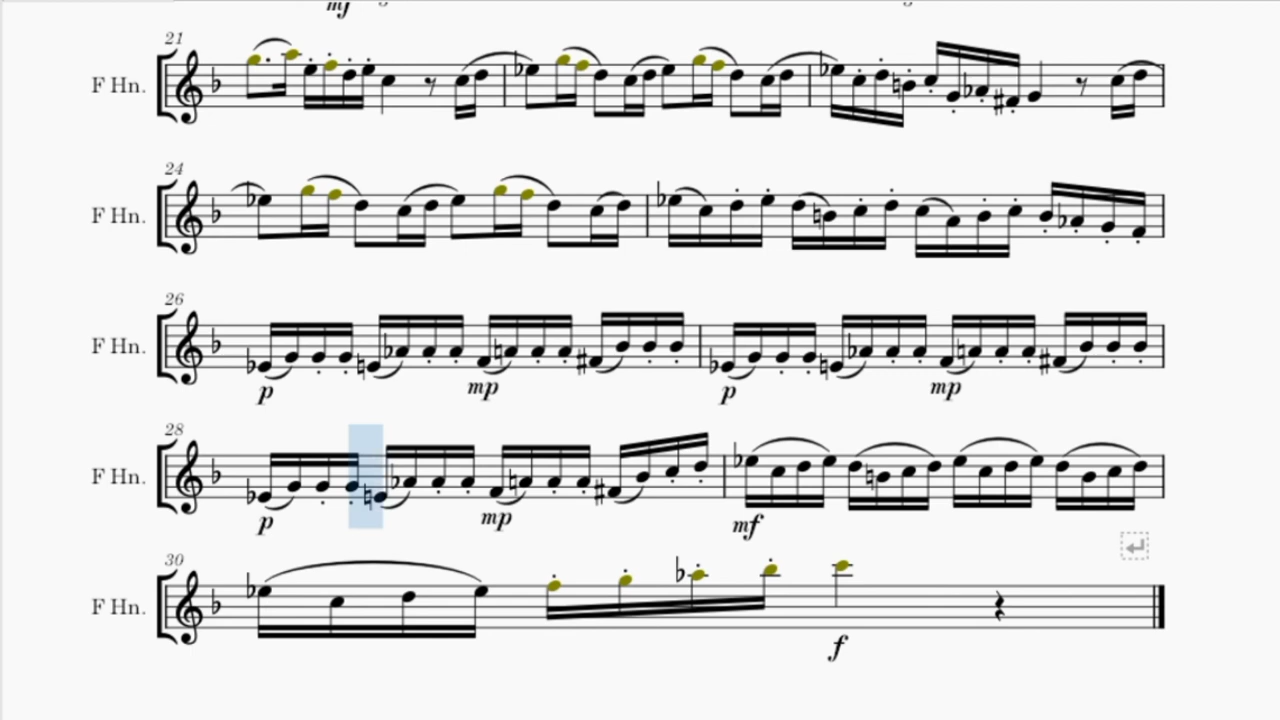 mf
21
F Hn.
24
F Hn.
26
F Hn.
p mp p mp
28
F Hn.
p mp mf
30
F Hn.
f